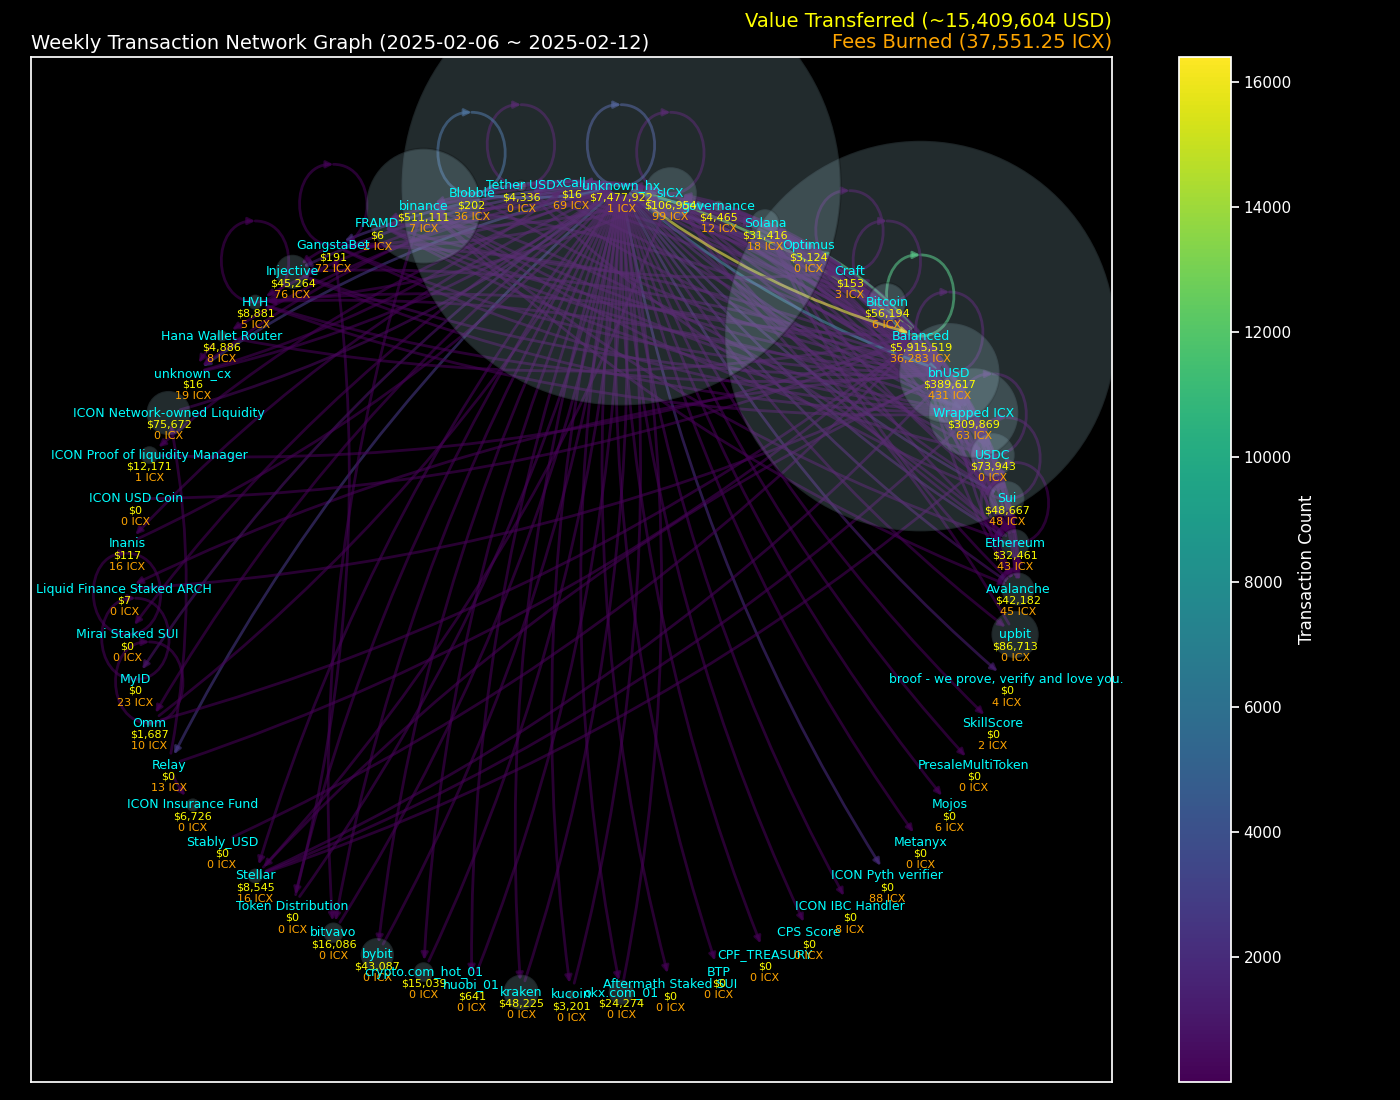 Value Transferred (~15,409,604 USD)
Weekly Transaction Network Graph (2025-02-06 ~ 2025-02-12)
Fees Burned (37,551.25 ICX)
Tether USD
$4,336
0 ICX
xCall
$16
69 ICX
unknown_hx
$7,477,922
1 ICX
sICX
$106,954
99 ICX
Blobble
$202
36 ICX
binance
$511,111
7 ICX
$4,465
12 ICX
FRAMD
$6
ICX
Solana
$31,416
18 ICX
GangstaBet
$191
72 ICX
Optimus
$3,124
0 ICX
Injective
$45,264
76 ICX
Craft
$153
3 ICX
HVH
$8,881
5 ICX
Bitcoin
$56,194
6 ICX
Hana Wallet Router
$4,886
8 ICX
Balanced
$5,915,519
36,283 ICX
unknown_cx
$16
19 ICX
bnUSD
$389,617
431 ICX
ICON Network-owned Liquidity
$75,672
0 ICX
Wrapped ICX
$309,869
63 ICX
ICON Proof of liquidity Manager
$12,171
1 ICX
USDC
$73,943
0 ICX
ICON USD Coin
$0
0 ICX
Sui
$48,667
48 ICX
Inanis
$117
16 ICX
Ethereum
$32,461
43 ICX
Liquid Finance Staked ARCH
$7
0 ICX
Avalanche
$42,182
45 ICX
Mirai Staked SUI
$0
0 ICX
upbit
$86,713
0 ICX
MyID
$0
23 ICX
broof - we prove, verify and love you.
$0
4 ICX
Omm
$1,687
10 ICX
SkillScore
$0
2 ICX
Relay
$0
13 ICX
PresaleMultiToken
$0
0 ICX
ICON Insurance Fund
$6,726
0 ICX
Mojos
$0
6 ICX
Stably_USD
$0
0 ICX
Metanyx
$0
0 ICX
Stellar
$8,545
16 ICX
ICON Pyth verifier
$0
88 ICX
Token Distribution
$0
0 ICX
ICON IBC Handler
$0
8 ICX
bitvavo
$16,086
0 ICX
CPS Score
$0
ICX
bybit
$43,087
0 ICX
CPF_TREASURY
$0
0 ICX
crypto.com_hot_01
$15,039
0 ICX
BTP
$0
0 ICX
huobi_01
$641
0 ICX
Aftermath Staked SUI
$0
0 ICX
kraken
$48,225
0 ICX
kucoin
$3,201
0 ICX
okx.com_01
$24,274
0 ICX
16000
14000
12000
10000
8000
6000
4000
2000
Transaction Count